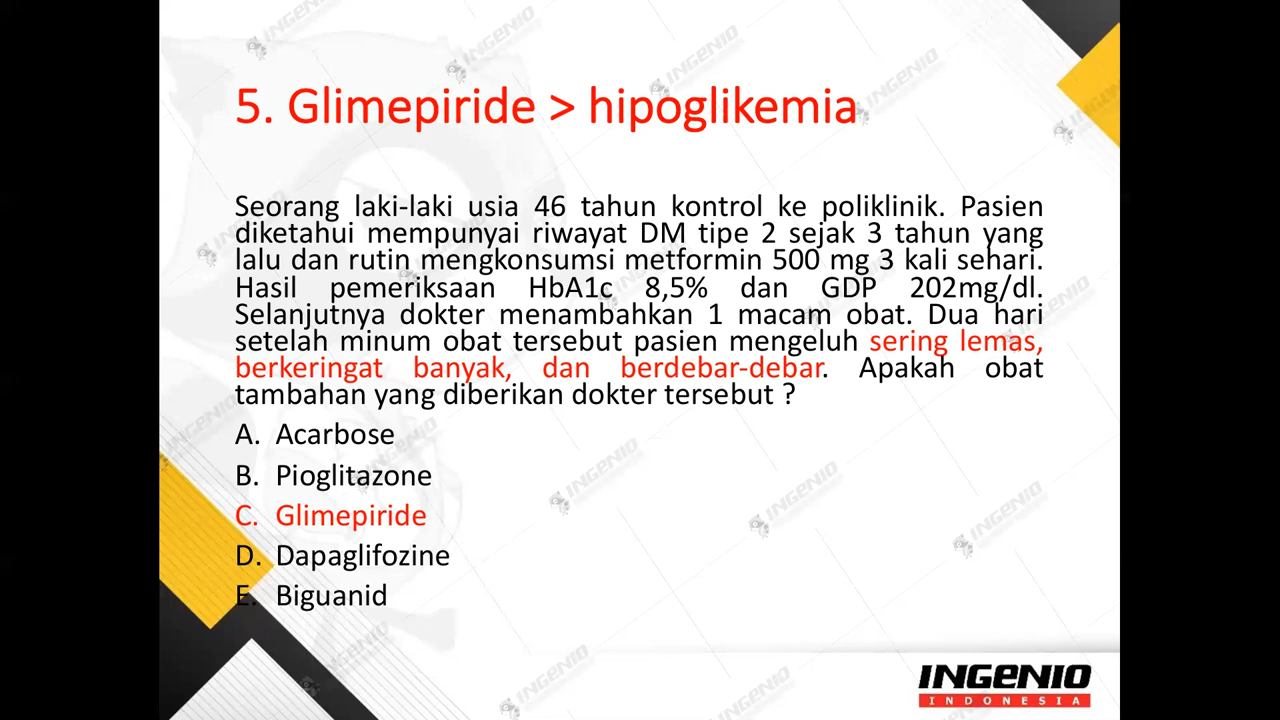 5. Glimepiride > hipoglikemia
Seorang laki-laki usia 46 tahun kontrol ke poliklinik. Pasien
diketahui mempunyai riwayat DM tipe 2 sejak 3 tahun yang
lalu dan rutin mengkonsumsi metformin 500 mg 3 kali sehari.
Hasil pemeriksaan HbA1c 8,5% dan GDP 202mg/dl.
Selanjutnya dokter menambahkan 1 macam obat. Dua hari
setelah minum obat tersebut pasien mengeluh sering lemas,
berkeringat banyak, dan berdebar-debar. Apakah obat
tambahan yang diberikan dokter tersebut ?
A. Acarbose
B. Pioglitazone
C. Glimepiride
D. Dapaglifozine
E. Biguanid
INGENIO
INDONESIA